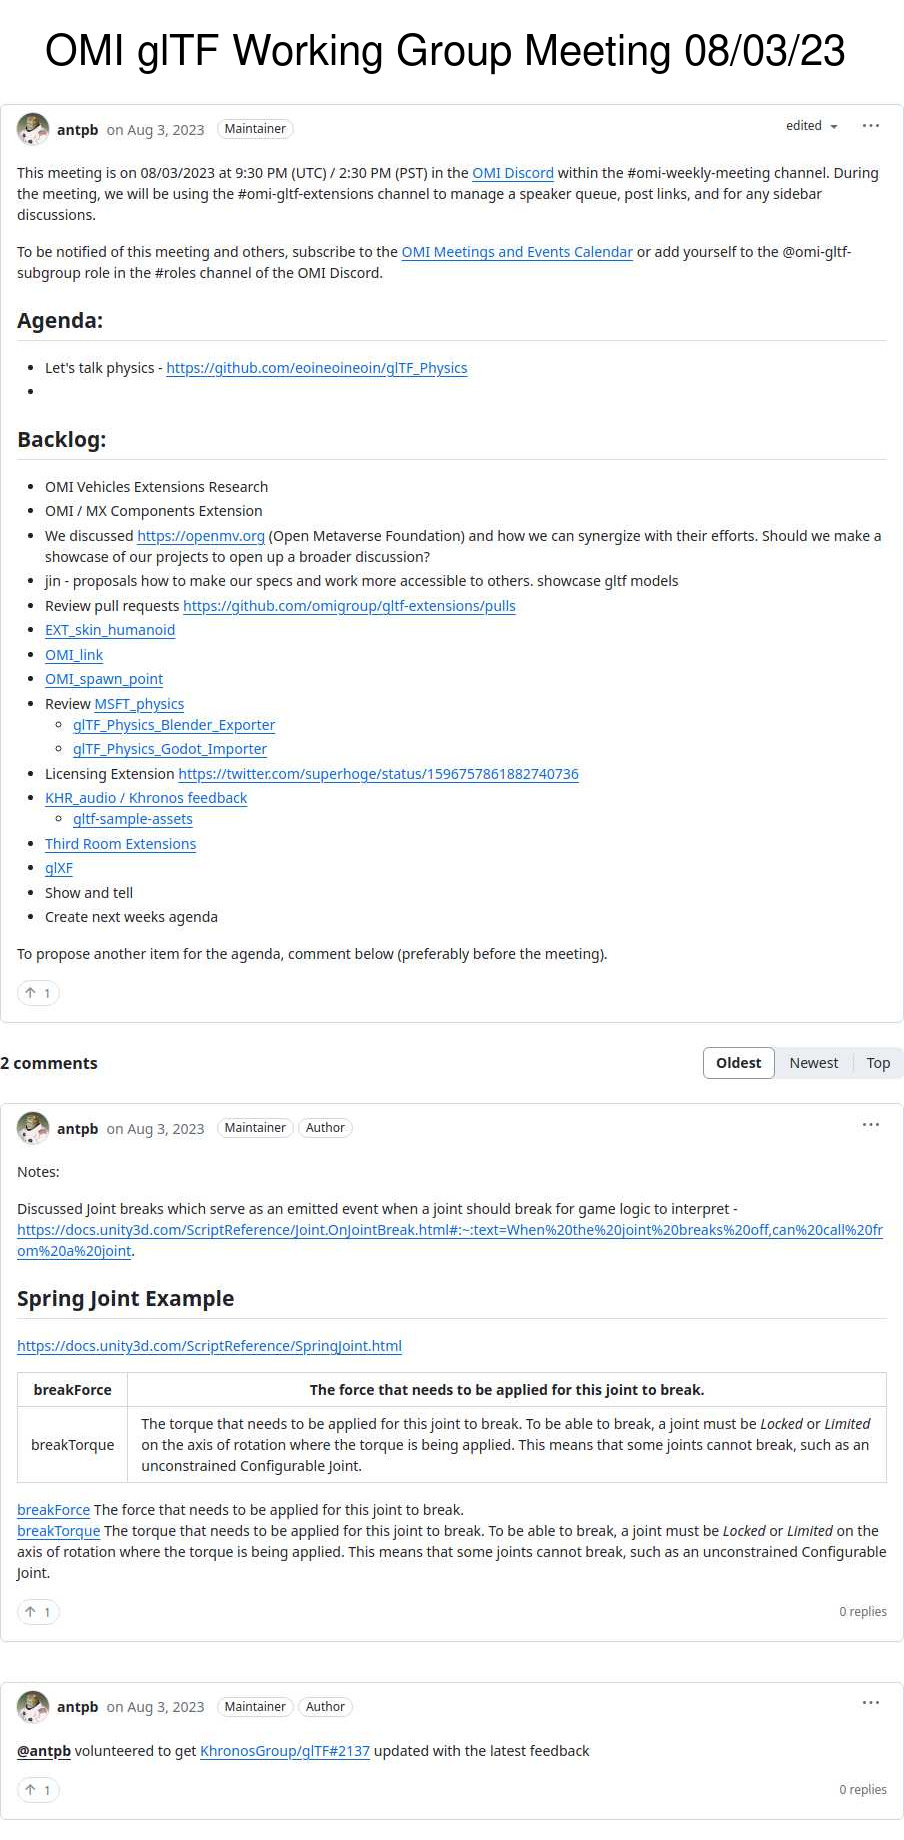 OMI glTF Working Group Meeting 08/03/23
antpb on Aug 3, 2023 Maintainer edited
This meeting is on 08/03/2023 at 9:30 PM (UTC) / 2:30 PM (PST) in the OMI Discord within the #omi-weekly-meeting channel. During
the meeting, we will be using the #omi-gltf-extensions channel to manage a speaker queue, post links, and for any sidebar
discussions.
To be notified of this meeting and others, subscribe to the OMI Meetings and Events Calendar or add yourself to the @omi-gltf-
subgroup role in the #roles channel of the OMI Discord.
Agenda:
• Let's talk physics - https://github.com/eoineoineoin/glTF_Physics
•
Backlog:
• OMI Vehicles Extensions Research
• OMI / MX Components Extension
• We discussed https://openmv.org (Open Metaverse Foundation) and how we can synergize with their efforts. Should we make a
showcase of our projects to open up a broader discussion?
• jin - proposals how to make our specs and work more accessible to others. showcase gltf models
• Review pull requests https://github.com/omigroup/gltf-extensions/pulls
• EXT_skin_humanoid
• OMI_link
• OMI_spawn_point
• Review MSFT_physics
◦ glTF_Physics_Blender_Exporter
◦ glTF_Physics_Godot_Importer
• Licensing Extension https://twitter.com/superhoge/status/1596757861882740736
• KHR_audio / Khronos feedback
◦ gltf-sample-assets
• Third Room Extensions
• glXF
• Show and tell
• Create next weeks agenda
To propose another item for the agenda, comment below (preferably before the meeting).
↑ 1
2 comments Oldest Newest Top
antpb on Aug 3, 2023 Maintainer Author
Notes:
Discussed Joint breaks which serve as an emitted event when a joint should break for game logic to interpret -
https://docs.unity3d.com/ScriptReference/Joint.OnJointBreak.html#:~:text=When%20the%20joint%20breaks%20off,can%20call%20fr
om%20a%20joint.
Spring Joint Example
https://docs.unity3d.com/ScriptReference/SpringJoint.html
breakForce The force that needs to be applied for this joint to break.
breakTorque The torque that needs to be applied for this joint to break. To be able to break, a joint must be Locked or Limited
on the axis of rotation where the torque is being applied. This means that some joints cannot break, such as an
unconstrained Configurable Joint.
breakForce The force that needs to be applied for this joint to break.
breakTorque The torque that needs to be applied for this joint to break. To be able to break, a joint must be Locked or Limited on the
axis of rotation where the torque is being applied. This means that some joints cannot break, such as an unconstrained Configurable
Joint.
↑ 1 0 replies
antpb on Aug 3, 2023 Maintainer Author
@antpb volunteered to get KhronosGroup/glTF#2137 updated with the latest feedback
↑ 1 0 replies